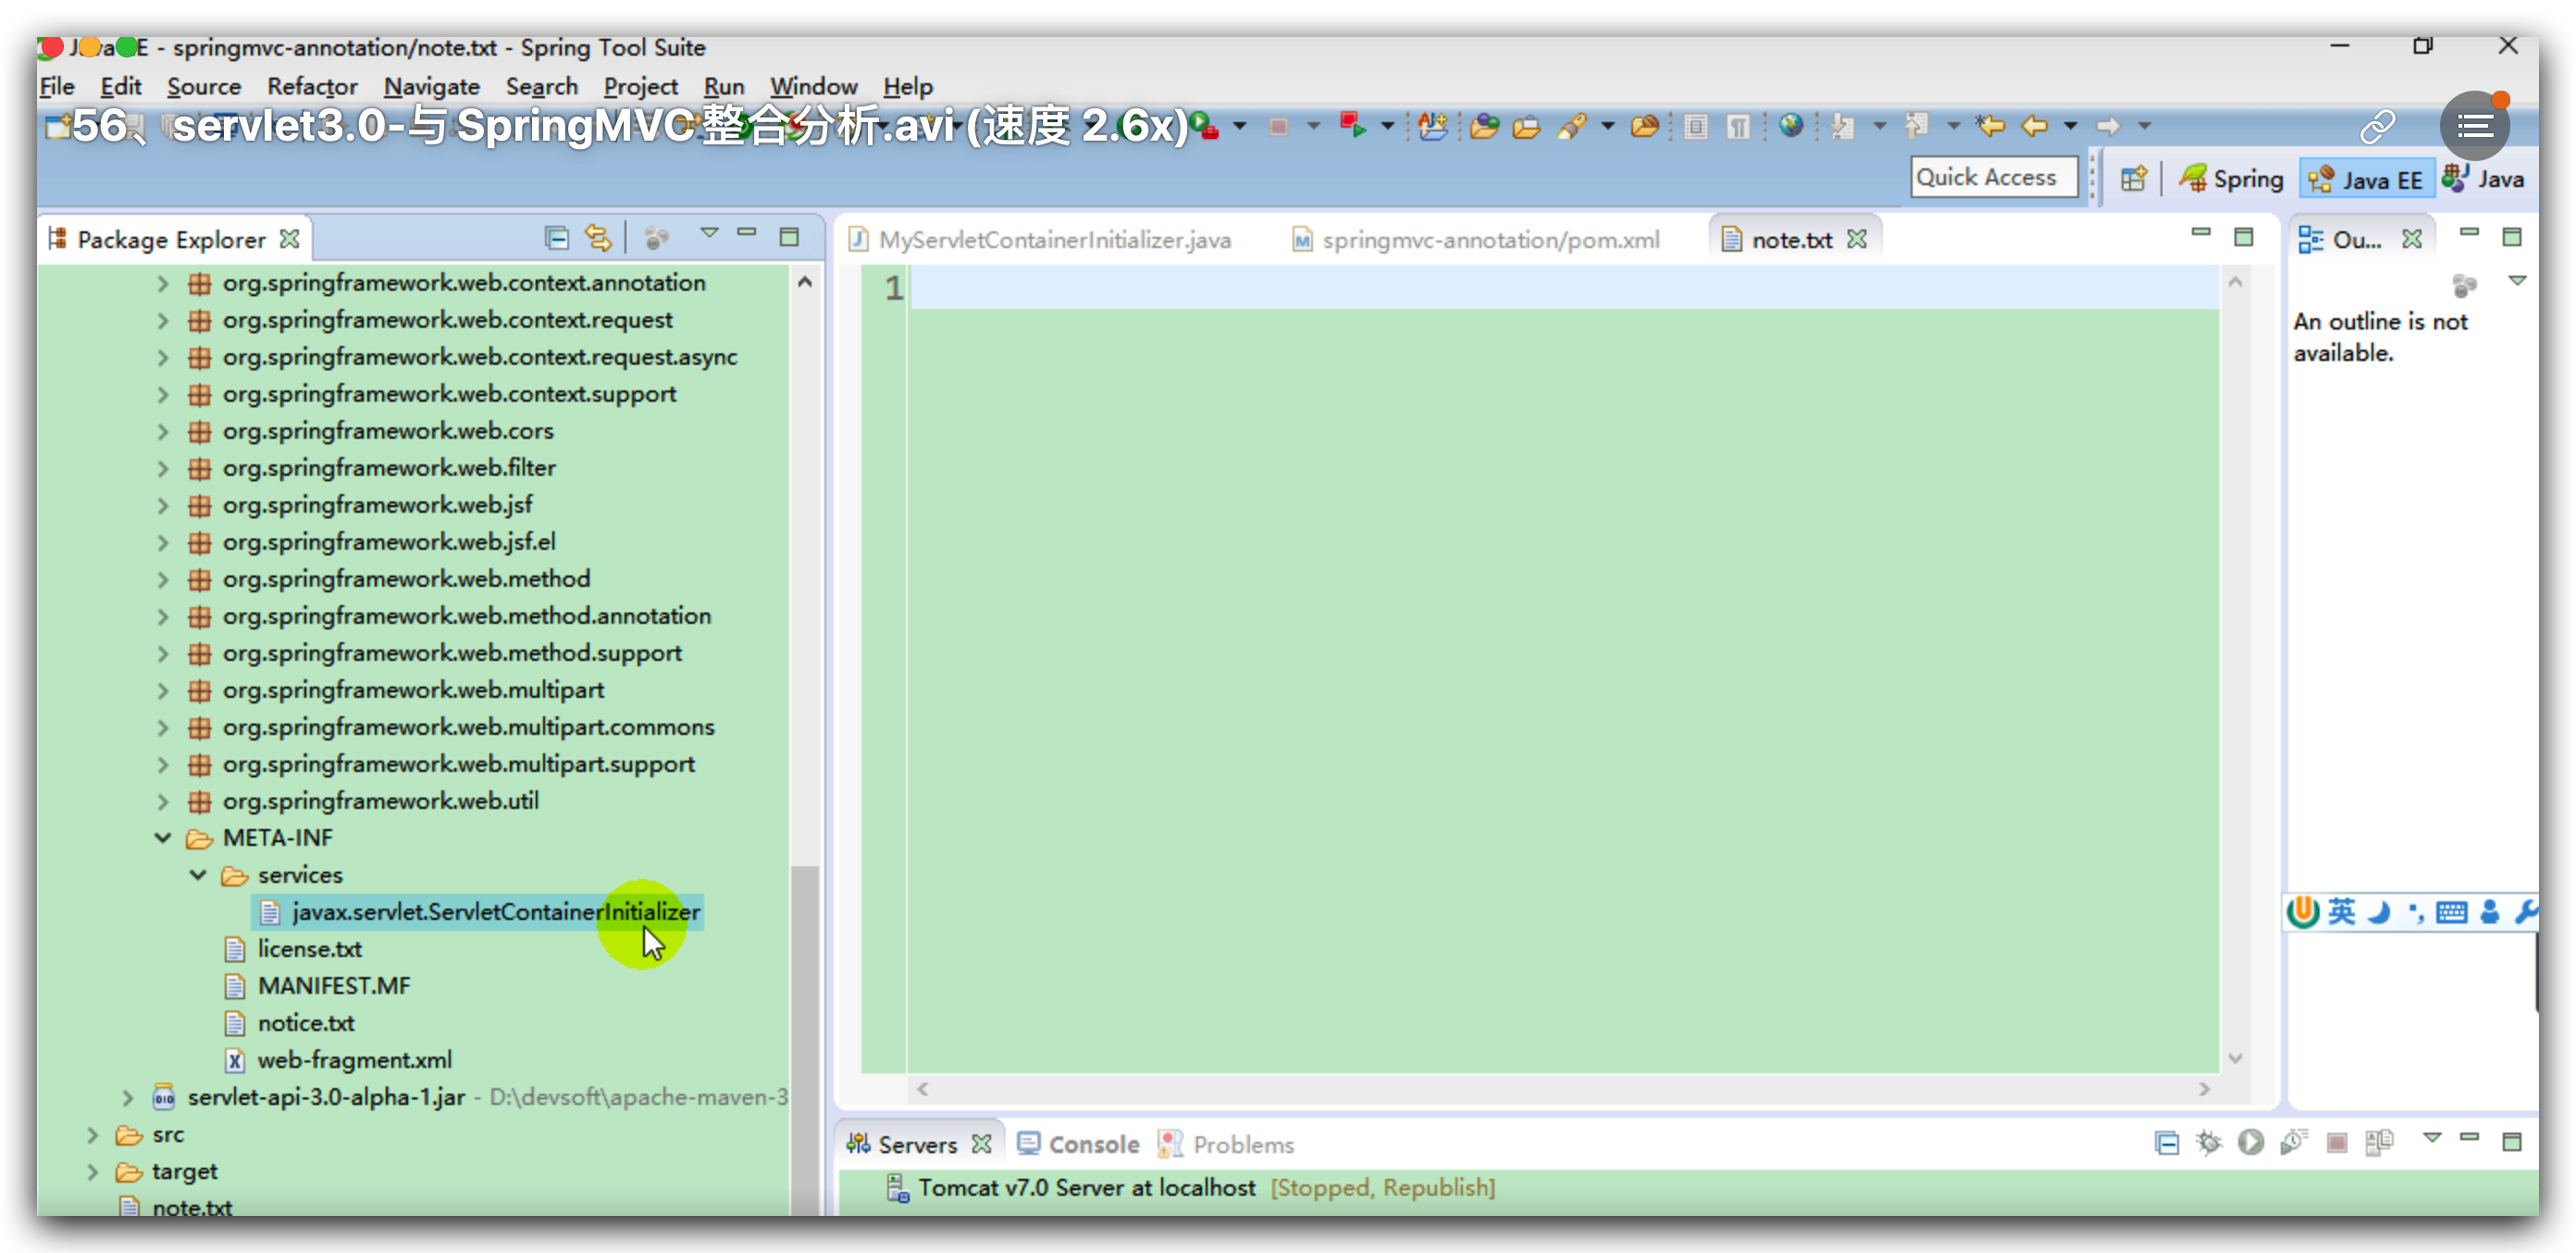 Java EE - springmvc-annotation/note.txt - Spring Tool Suite
File Edit Source Refactor Navigate Search Project Run Window Help
56、servlet3.0-与SpringMVC整合分析.avi (速度 2.6x)
Quick Access
Spring
Java EE
Java
Package Explorer
MyServletContainerInitializer.java
springmvc-annotation/pom.xml
note.txt
Ou...
org.springframework.web.context.annotation
org.springframework.web.context.request
org.springframework.web.context.request.async
org.springframework.web.context.support
org.springframework.web.cors
org.springframework.web.filter
org.springframework.web.jsf
org.springframework.web.jsf.el
org.springframework.web.method
org.springframework.web.method.annotation
org.springframework.web.method.support
org.springframework.web.multipart
org.springframework.web.multipart.commons
org.springframework.web.multipart.support
org.springframework.web.util
META-INF
services
javax.servlet.ServletContainerInitializer
license.txt
MANIFEST.MF
notice.txt
web-fragment.xml
servlet-api-3.0-alpha-1.jar - D:\devsoft\apache-maven-3
src
target
note.txt
1
An outline is not
available.
英
Servers
Console
Problems
Tomcat v7.0 Server at localhost [Stopped, Republish]